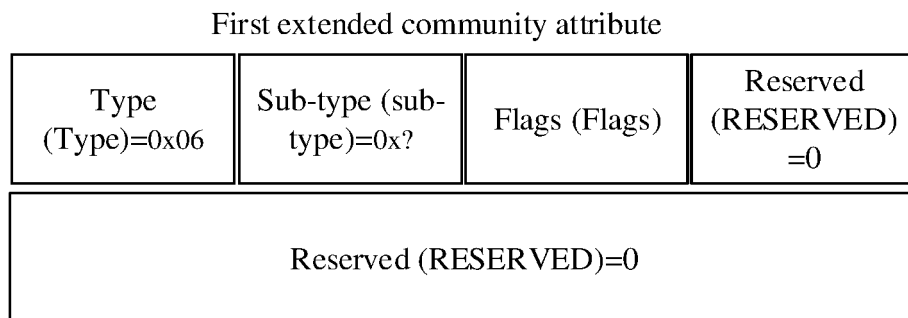 First extended community attribute
Type
(Type)=0x06
Sub-type (sub-
type)=0x?
Flags (Flags)
Reserved
(RESERVED)
=0
Reserved (RESERVED)=0